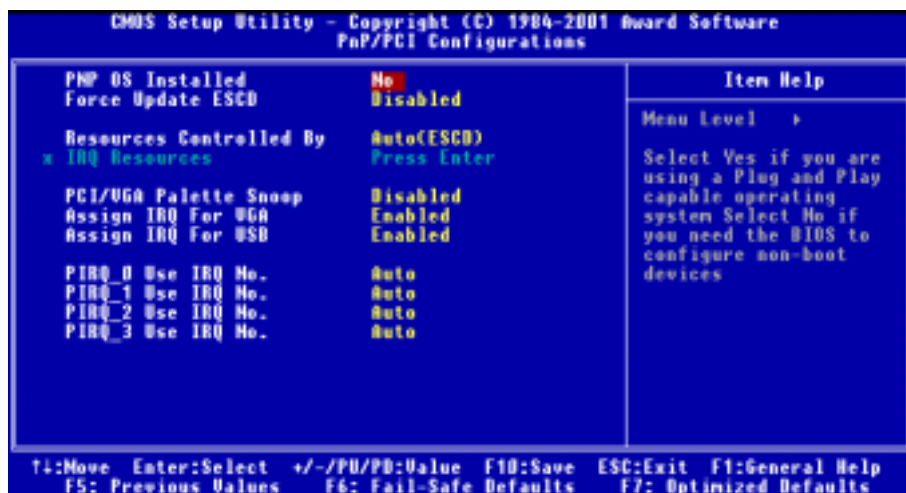 CMOS Setup Utility - Copyright (C) 1984-2001 Award Software
PnP/PCI Configurations
PNP OS Installed No
Force Update ESCD Disabled
Resources Controlled By Auto(ESCD)
x IRQ Resources Press Enter
PCI/VGA Palette Snoop Disabled
Assign IRQ For VGA Enabled
Assign IRQ For USB Enabled
PIRQ_0 Use IRQ No. Auto
PIRQ_1 Use IRQ No. Auto
PIRQ_2 Use IRQ No. Auto
PIRQ_3 Use IRQ No. Auto
Item Help
Menu Level ▸
Select Yes if you are
using a Plug and Play
capable operating
system Select No if
you need the BIOS to
configure non-boot
devices
↑↓:Move Enter:Select +/-/PU/PD:Value F10:Save ESC:Exit F1:General Help
F5: Previous Values F6: Fail-Safe Defaults F7: Optimized Defaults